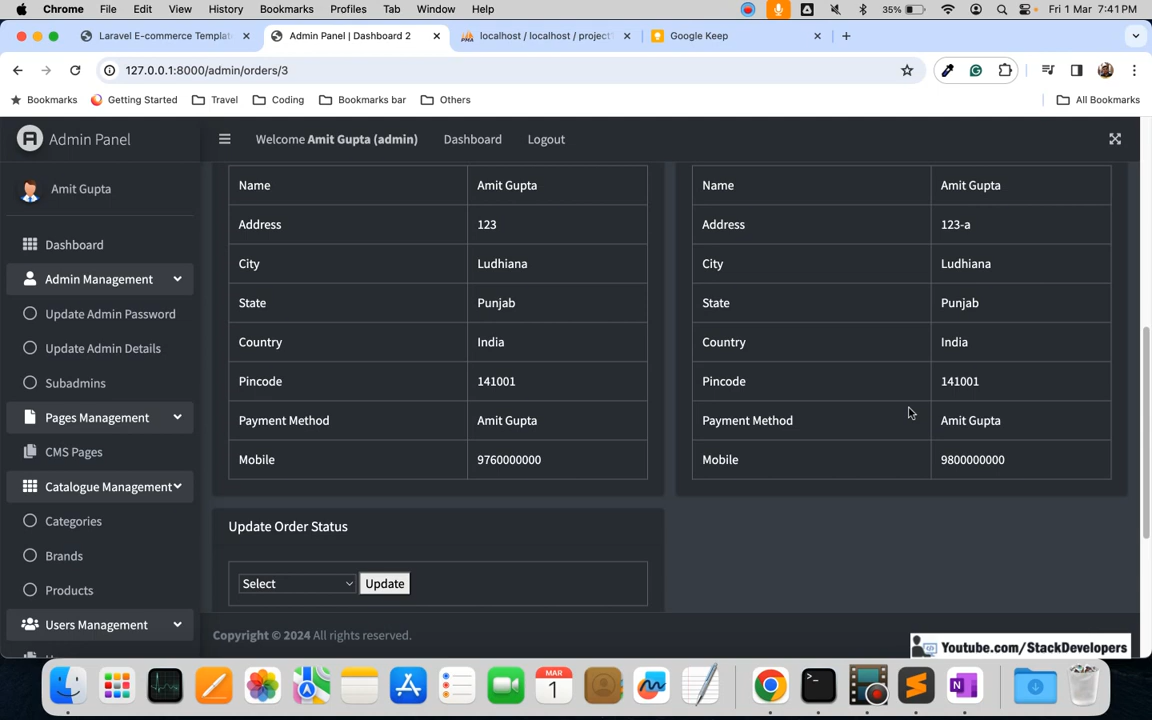 Chrome File Edit View History Bookmarks Profiles Tab Window Help 35% Fri 1 Mar 7:41 PM
Laravel E-commerce Templat Admin Panel | Dashboard 2 localhost / localhost / project Google Keep
127.0.0.1:8000/admin/orders/3
Bookmarks Getting Started Travel Coding Bookmarks bar Others All Bookmarks
A Admin Panel Welcome Amit Gupta (admin) Dashboard Logout
Amit Gupta
Dashboard
Admin Management
Update Admin Password
Update Admin Details
Subadmins
Pages Management
CMS Pages
Catalogue Management
Categories
Brands
Products
Users Management
Name Amit Gupta
Address 123
City Ludhiana
State Punjab
Country India
Pincode 141001
Payment Method Amit Gupta
Mobile 9760000000
Name Amit Gupta
Address 123-a
City Ludhiana
State Punjab
Country India
Pincode 141001
Payment Method Amit Gupta
Mobile 9800000000
Update Order Status
Select Update
Copyright © 2024 All rights reserved.
Youtube.com/StackDevelopers
MAR
1